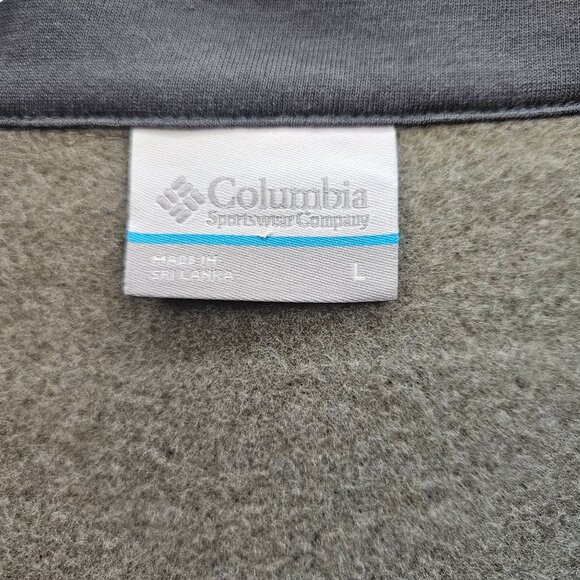 Columbia
Sportswear Company
MADE IN
SRI LANKA
L